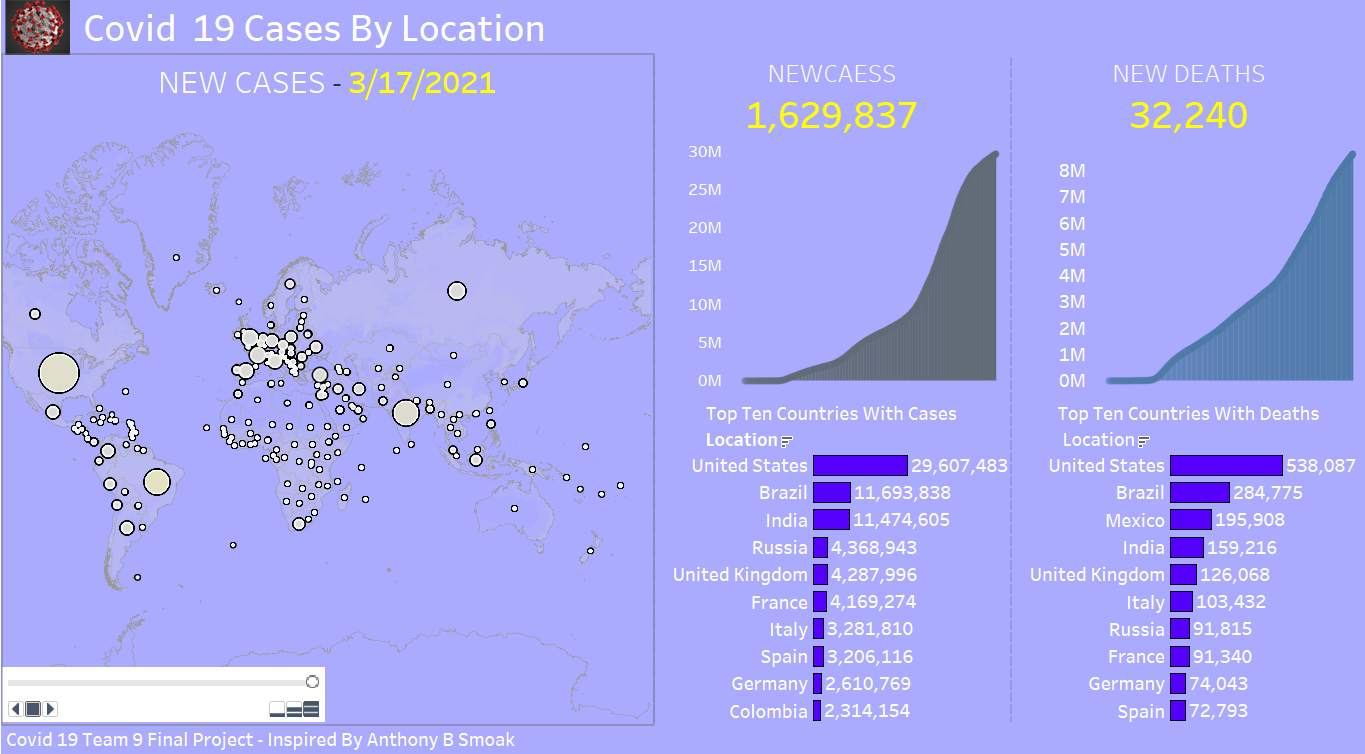 Covid 19 Cases By Location
NEW CASES - 3/17/2021
NEWCAESS
1,629,837
30M
25M
20M
15M
10M
5M
0M
NEW DEATHS
32,240
8M
7M
6M
5M
4M
3M
2M
1M
0M
Top Ten Countries With Cases
Location
United States 29,607,483
Brazil 11,693,838
India 11,474,605
Russia 4,368,943
United Kingdom 4,287,996
France 4,169,274
Italy 3,281,810
Spain 3,206,116
Germany 2,610,769
Colombia 2,314,154
Top Ten Countries With Deaths
Location
United States 538,087
Brazil 284,775
Mexico 195,908
India 159,216
United Kingdom 126,068
Italy 103,432
Russia 91,815
France 91,340
Germany 74,043
Spain 72,793
Covid 19 Team 9 Final Project - Inspired By Anthony B Smoak